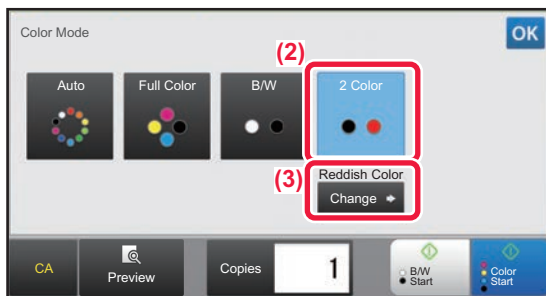 Color Mode
OK
(2)
Auto
Full Color
B/W
2 Color
(3)
Reddish Color
Change
CA
Preview
Copies
1
B/W
Start
Color
Start